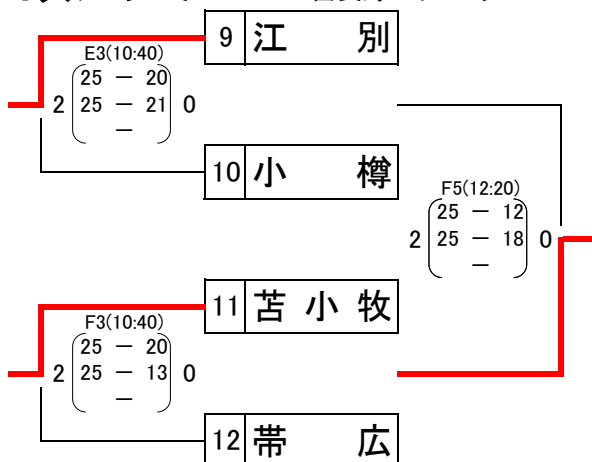 9 江 別
E3(10:40)
25 － 20
2 25 － 21 0
－
10 小 樽
F5(12:20)
25 － 12
2 25 － 18 0
－
11 苫 小 牧
F3(10:40)
25 － 20
2 25 － 13 0
－
12 帯 広